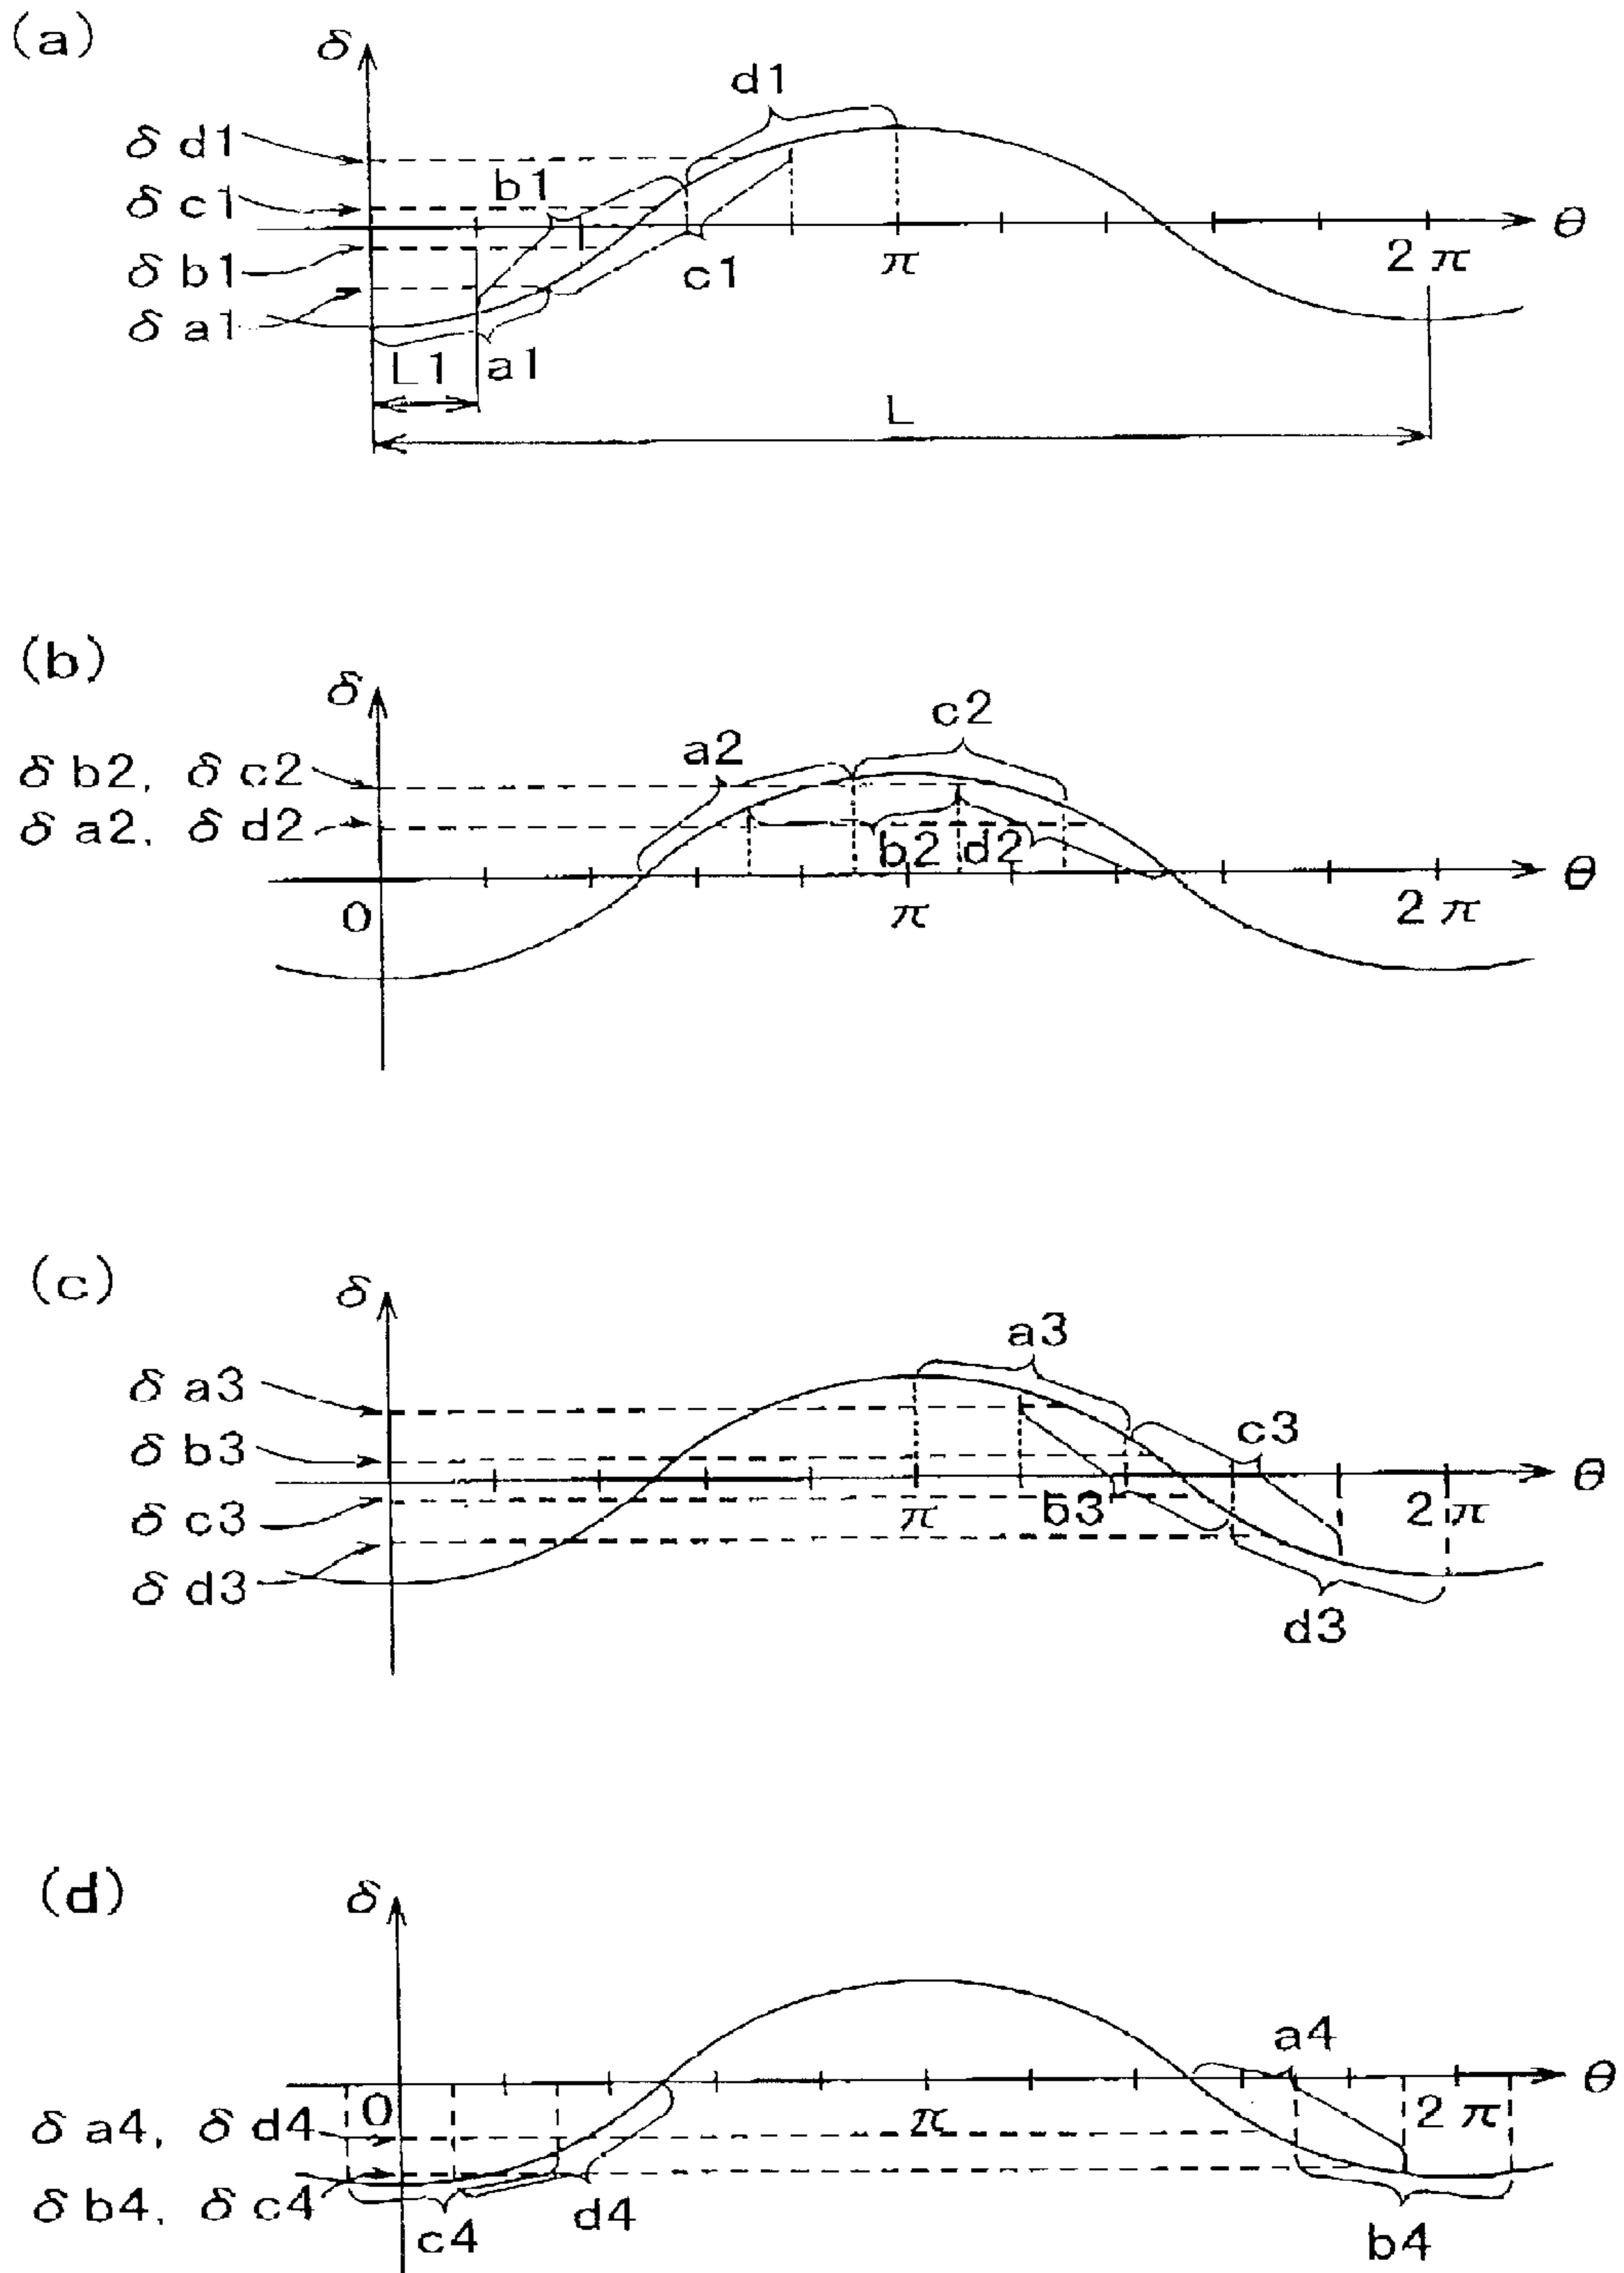 (a)
δ
d1
δ d1
b1
δ c1
θ
δ b1
c1
π
2 π
δ a1
L1
a1
L
(b)
δ
c2
a2
δ b2, δ c2
δ a2, δ d2
b2
d2
θ
0
π
2 π
(c)
δ
a3
δ a3
c3
δ b3
θ
δ c3
π
b3
2 π
δ d3
d3
(d)
δ
a4
θ
0
π
2 π
δ a4, δ d4
δ b4, δ c4
c4
d4
b4